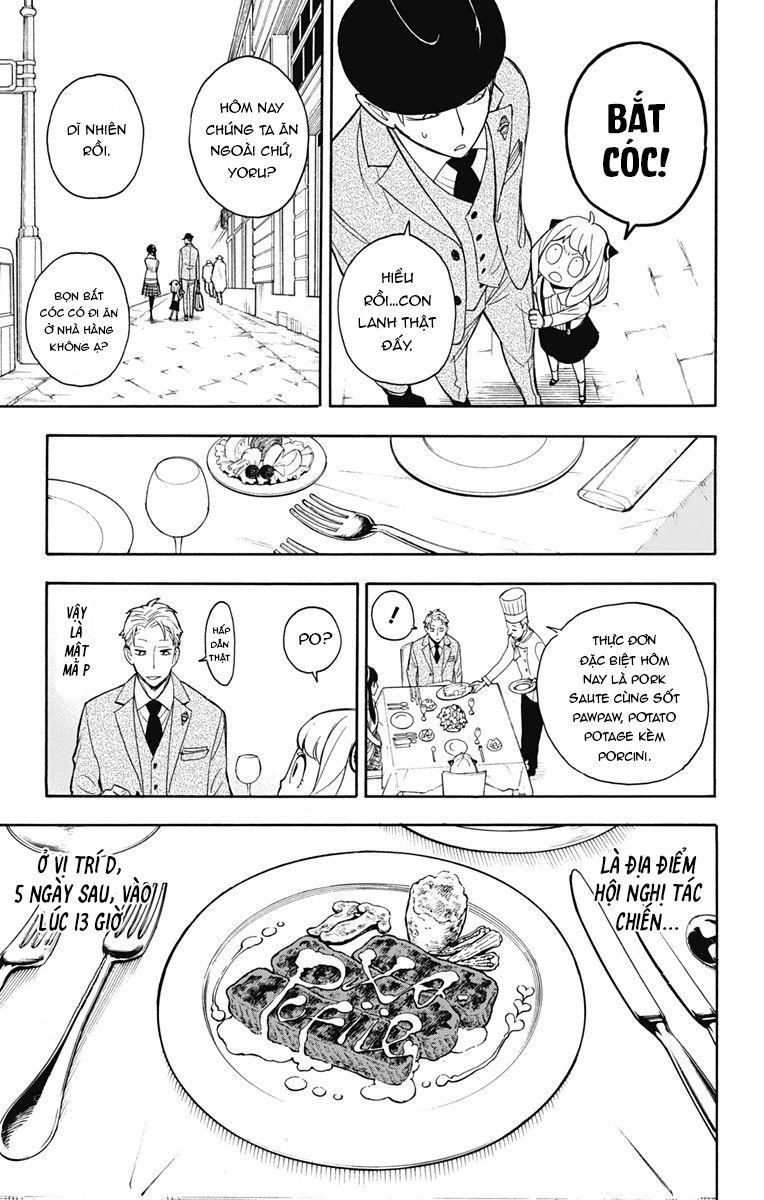 BẮT
CÓC!
HIỂU
RỒI...CON
LANH THẬT
ĐẤY.
HÔM NAY
CHÚNG TA ĂN
NGOÀI CHỨ,
YORU?
DĨ NHIÊN
RỒI.
BỌN BẮT
CÓC CÓ ĐI ĂN
Ở NHÀ HÀNG
KHÔNG Ạ?
THỰC ĐƠN
ĐẶC BIỆT HÔM
NAY LÀ PORK
SAUTE CÙNG SỐT
PAWPAW, POTATO
POTAGE KÈM
PORCINI.
!
PO?
HẤP
DẪN
THẬT
VẬY
LÀ
MẬT
MÃ P
LÀ ĐỊA ĐIỂM
HỘI NGHỊ TÁC
CHIẾN...
Ở VỊ TRÍ D,
5 NGÀY SAU, VÀO
LÚC 13 GIỜ